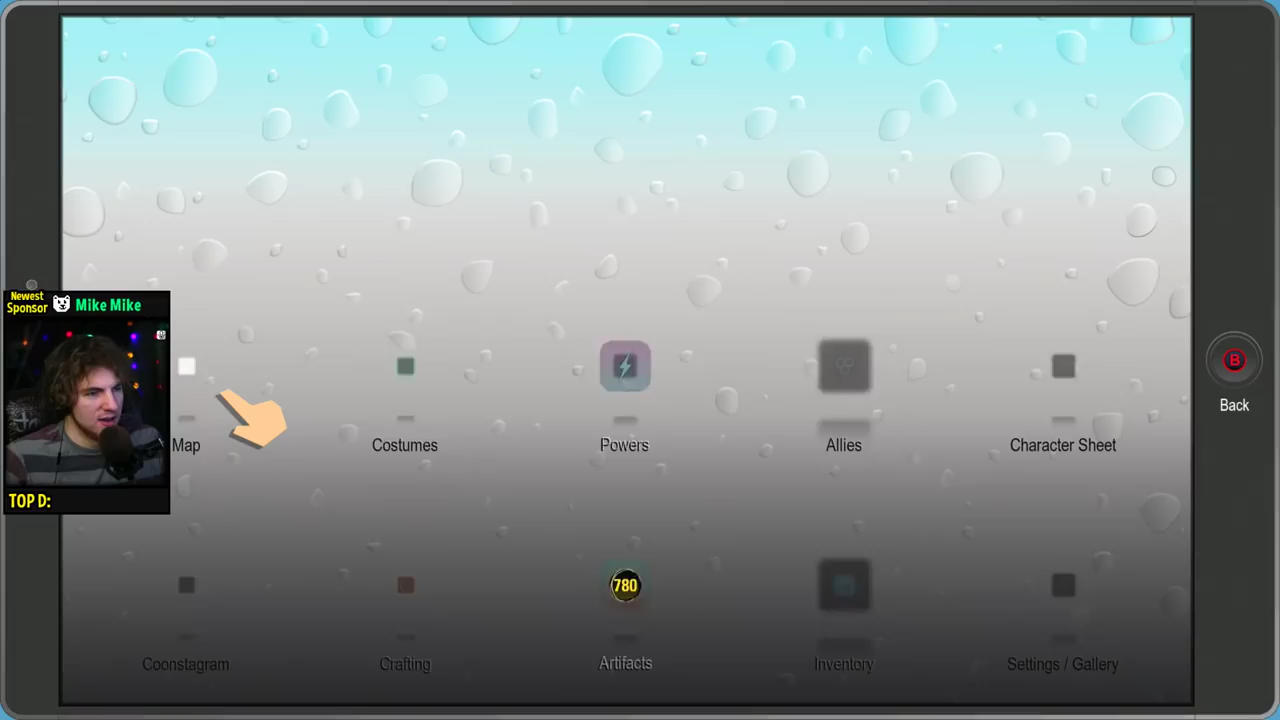 Newest
Sponsor
Mike Mike
TOP D:
Map
Costumes
Powers
Allies
Character Sheet
B
Back
780
Coonstagram
Crafting
Artifacts
Inventory
Settings / Gallery